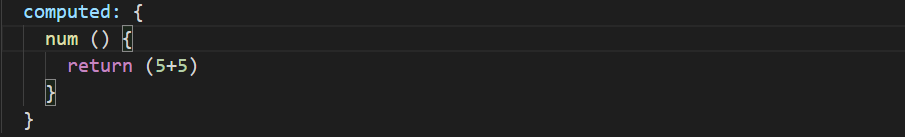 computed: {
  num () {
    return (5+5)
  }
}